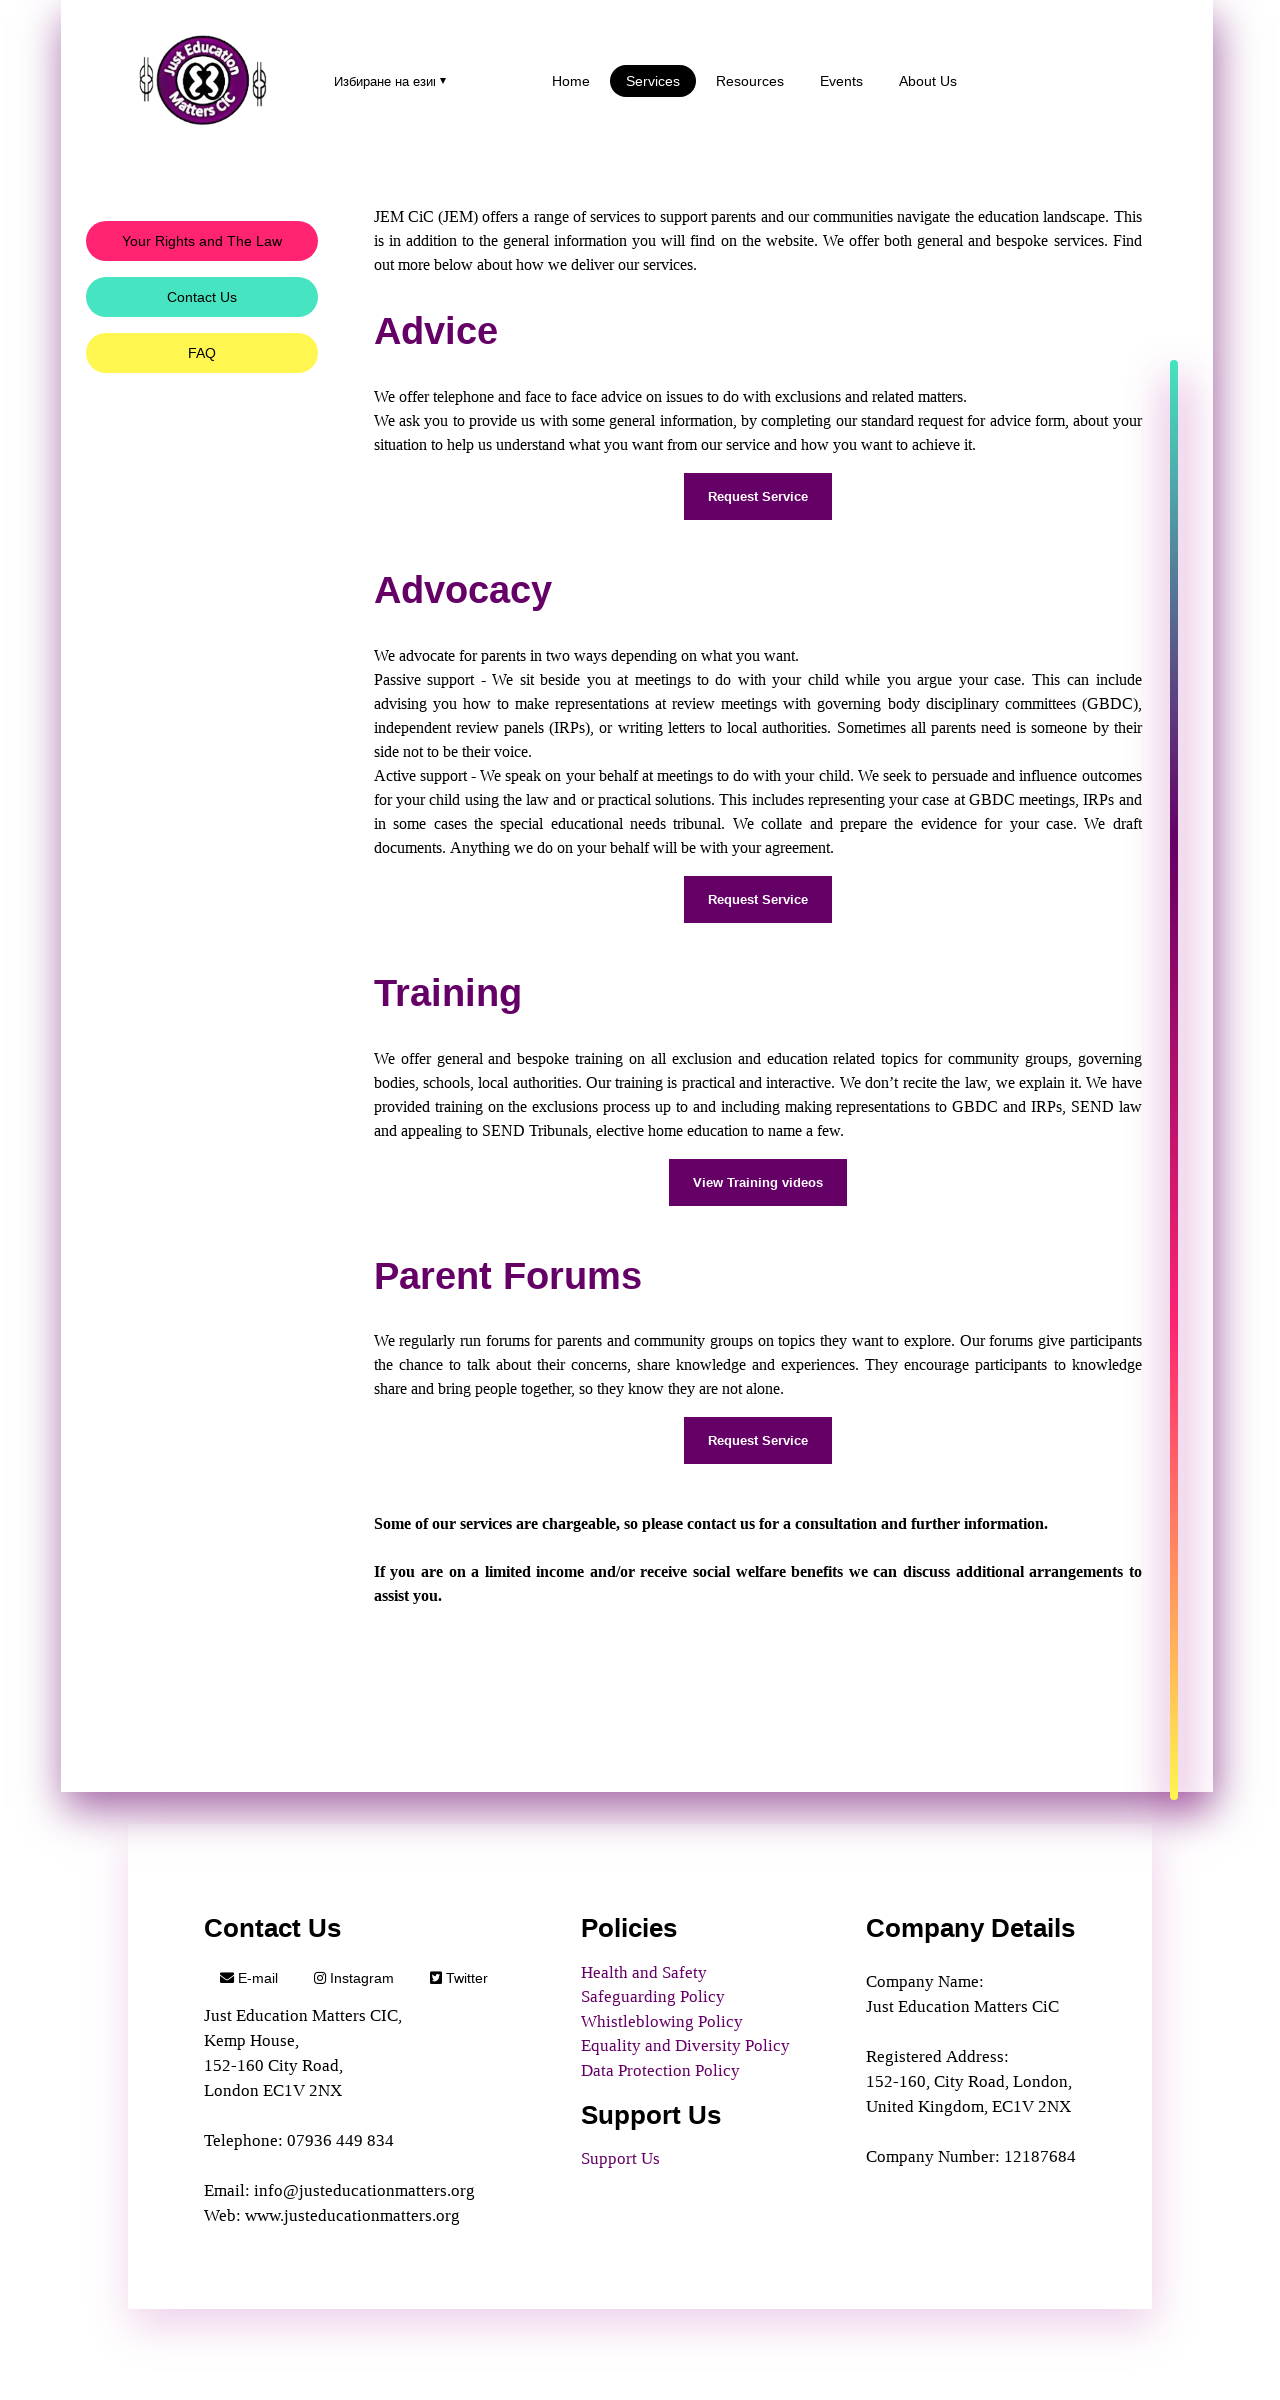 Just Education
Matters CiC
Избиране на език ▼
Home
Services
Resources
Events
About Us
Your Rights and The Law
Contact Us
FAQ
JEM CiC (JEM) offers a range of services to support parents and our communities navigate the education landscape. This
is in addition to the general information you will find on the website. We offer both general and bespoke services. Find
out more below about how we deliver our services.
Advice
We offer telephone and face to face advice on issues to do with exclusions and related matters.
We ask you to provide us with some general information, by completing our standard request for advice form, about your
situation to help us understand what you want from our service and how you want to achieve it.
Request Service
Advocacy
We advocate for parents in two ways depending on what you want.
Passive support - We sit beside you at meetings to do with your child while you argue your case. This can include
advising you how to make representations at review meetings with governing body disciplinary committees (GBDC),
independent review panels (IRPs), or writing letters to local authorities. Sometimes all parents need is someone by their
side not to be their voice.
Active support - We speak on your behalf at meetings to do with your child. We seek to persuade and influence outcomes
for your child using the law and or practical solutions. This includes representing your case at GBDC meetings, IRPs and
in some cases the special educational needs tribunal. We collate and prepare the evidence for your case. We draft
documents. Anything we do on your behalf will be with your agreement.
Request Service
Training
We offer general and bespoke training on all exclusion and education related topics for community groups, governing
bodies, schools, local authorities. Our training is practical and interactive. We don’t recite the law, we explain it. We have
provided training on the exclusions process up to and including making representations to GBDC and IRPs, SEND law
and appealing to SEND Tribunals, elective home education to name a few.
View Training videos
Parent Forums
We regularly run forums for parents and community groups on topics they want to explore. Our forums give participants
the chance to talk about their concerns, share knowledge and experiences. They encourage participants to knowledge
share and bring people together, so they know they are not alone.
Request Service
Some of our services are chargeable, so please contact us for a consultation and further information.
If you are on a limited income and/or receive social welfare benefits we can discuss additional arrangements to
assist you.
Contact Us
E-mail
Instagram
Twitter
Just Education Matters CIC,
Kemp House,
152-160 City Road,
London EC1V 2NX
Telephone: 07936 449 834
Email: info@justeducationmatters.org
Web: www.justeducationmatters.org
Policies
Health and Safety
Safeguarding Policy
Whistleblowing Policy
Equality and Diversity Policy
Data Protection Policy
Support Us
Support Us
Company Details
Company Name:
Just Education Matters CiC
Registered Address:
152-160, City Road, London,
United Kingdom, EC1V 2NX
Company Number: 12187684